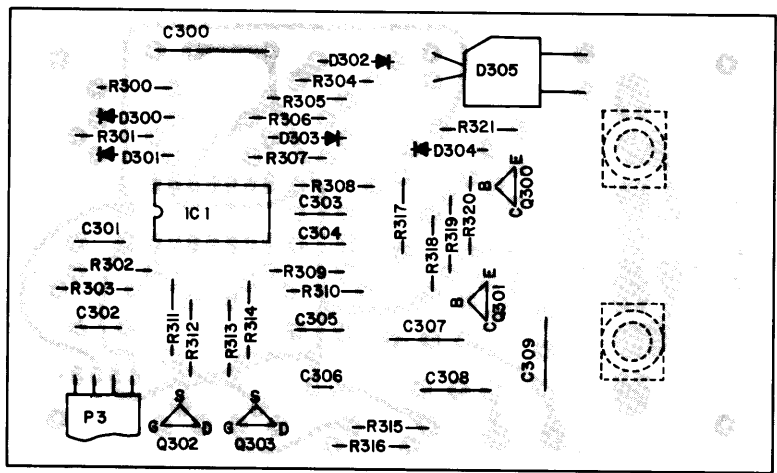 C300
D302
D305
R304
R300
R305
D300
R306
R321
R301
D303
D304
D301
R307
E
B
C
Q300
R308
IC1
C303
R317
R318
R319
R320
C301
C304
R302
R309
E
R303
R310
B
C
Q301
C302
R311
R312
R313
R314
C305
C307
C309
C306
C308
P3
S
S
G
D
G
D
R315
Q302
Q303
R316